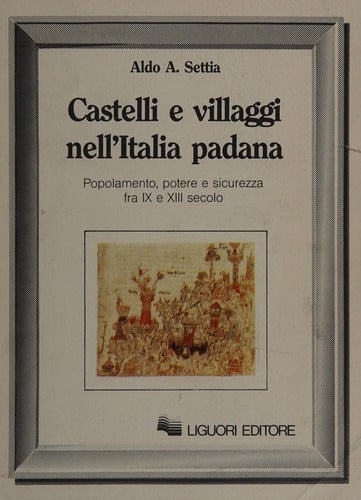 Aldo A. Settia
Castelli e villaggi
nell'Italia padana
Popolamento, potere e sicurezza
fra IX e XIII secolo
LIGUORI EDITORE